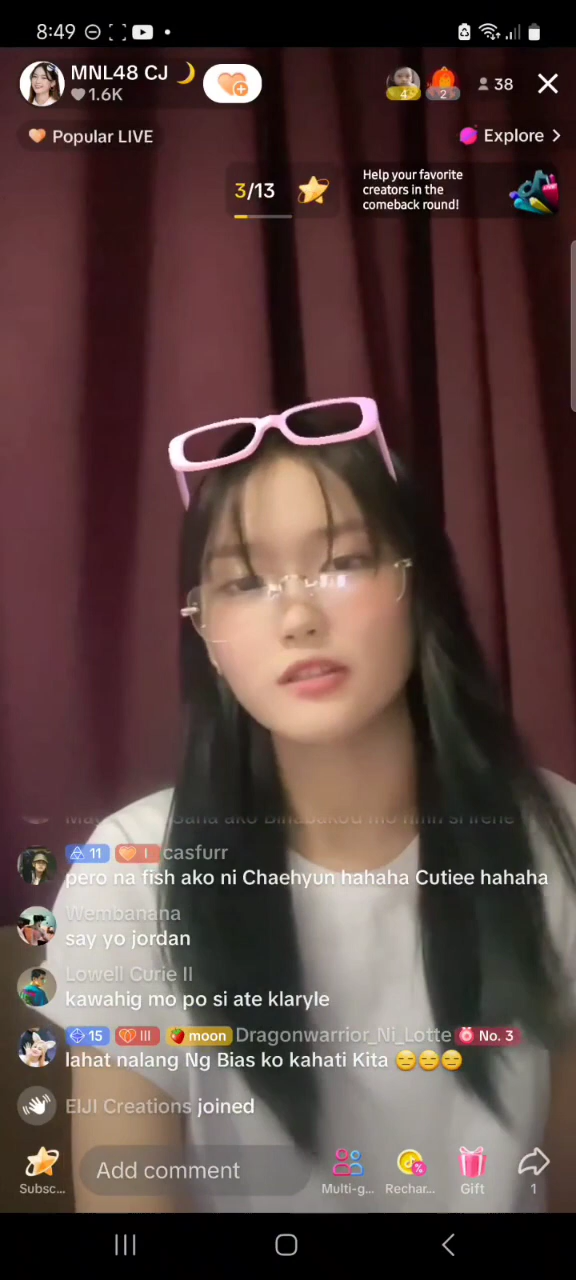 8:49
MNL48 CJ 🌙
1.6K
4
2
38
Popular LIVE
Explore >
3/13
Help your favorite
creators in the
comeback round!
si Irene
11 I casfurr
pero na fish ako ni Chaehyun hahaha Cutiee hahaha
Wembanana
say yo jordan
Lowell Curie II
kawahig mo po si ate klaryle
15 III moon Dragonwarrior_Ni_Lotte No. 3
lahat nalang Ng Bias ko kahati Kita 😑😑😑
EIJI Creations joined
Subsc...
Add comment
Multi-g...
Rechar...
Gift
1